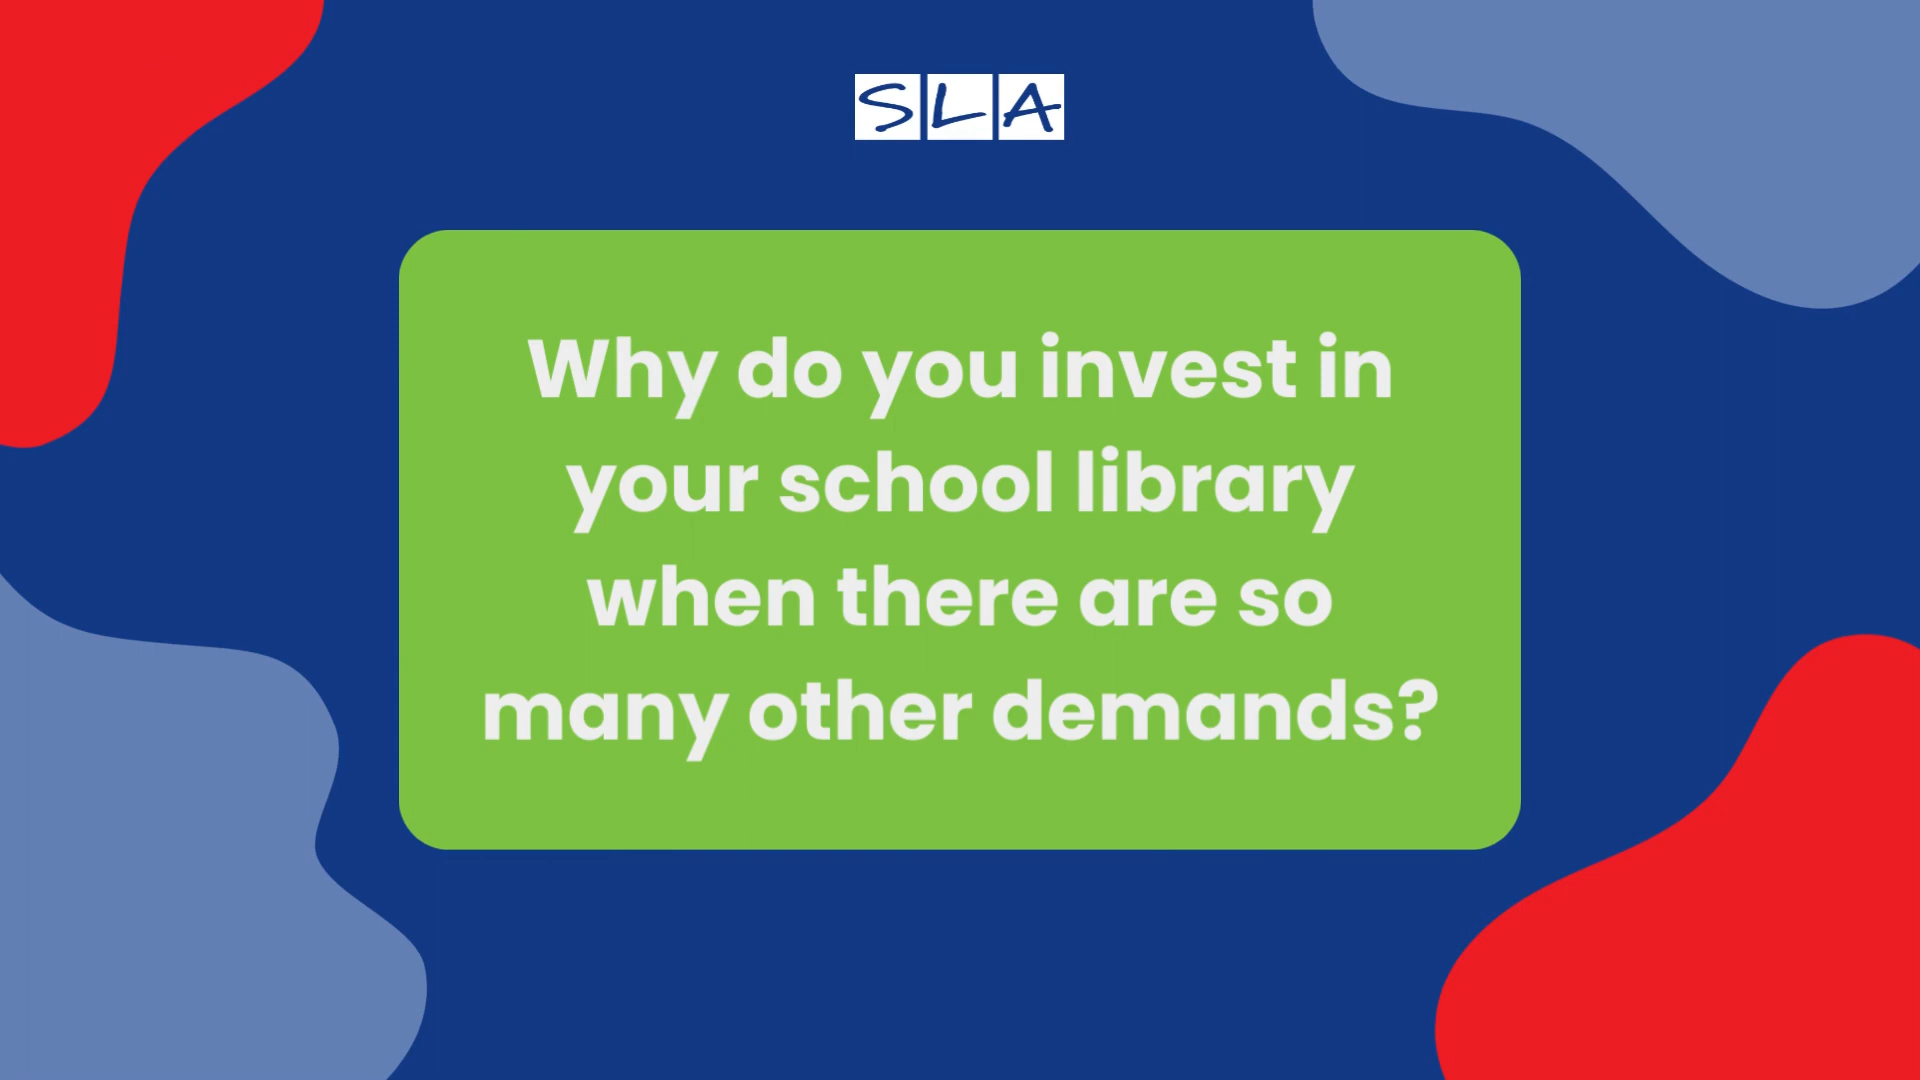 SLA
Why do you invest in
your school library
when there are so
many other demands?